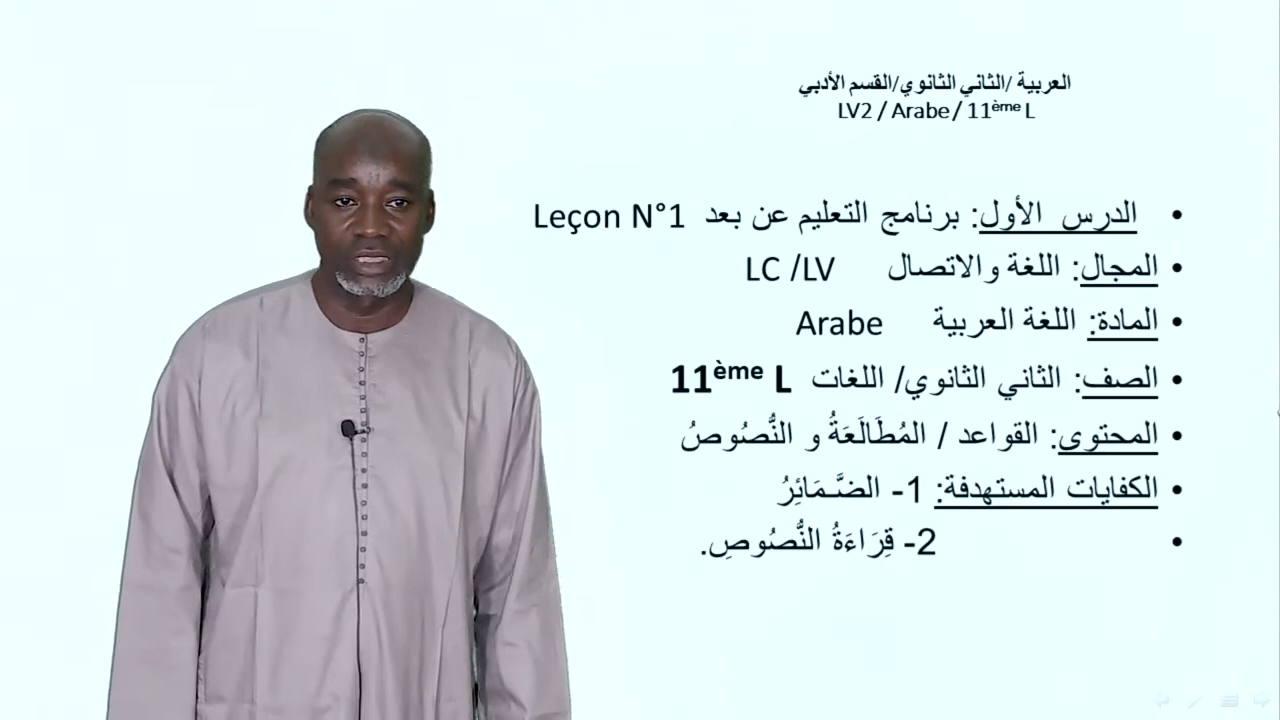 العربية /الثاني الثانوي/القسم الأدبي
LV2 / Arabe / 11ème L
• الدرس الأول: برنامج التعليم عن بعد Leçon N°1
• المجال: اللغة والاتصال LC /LV
• المادة: اللغة العربية Arabe
• الصف: الثاني الثانوي/ اللغات 11ème L
• المحتوى: القواعد / المُطَالَعَةُ و النُّصُوصُ
• الكفايات المستهدفة: 1- الضَّـمَائِرُ
• 2- قِرَاءَةُ النُّصُوصِ.